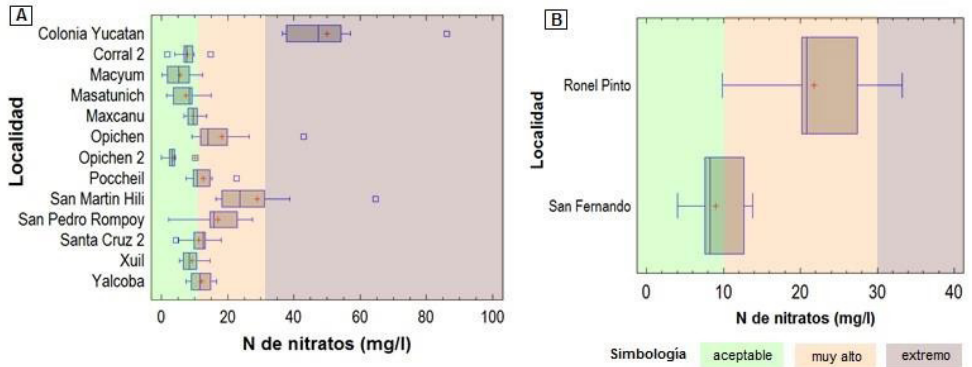 A
Localidad
Colonia Yucatan
Corral 2
Macyum
Masatunich
Maxcanu
Opichen
Opichen 2
Poccheil
San Martin Hili
San Pedro Rompoy
Santa Cruz 2
Xuil
Yalcoba
0 20 40 60 80 100
N de nitratos (mg/l)
B
Localidad
Ronel Pinto
San Fernando
0 10 20 30 40
N de nitratos (mg/l)
Simbología aceptable muy alto extremo